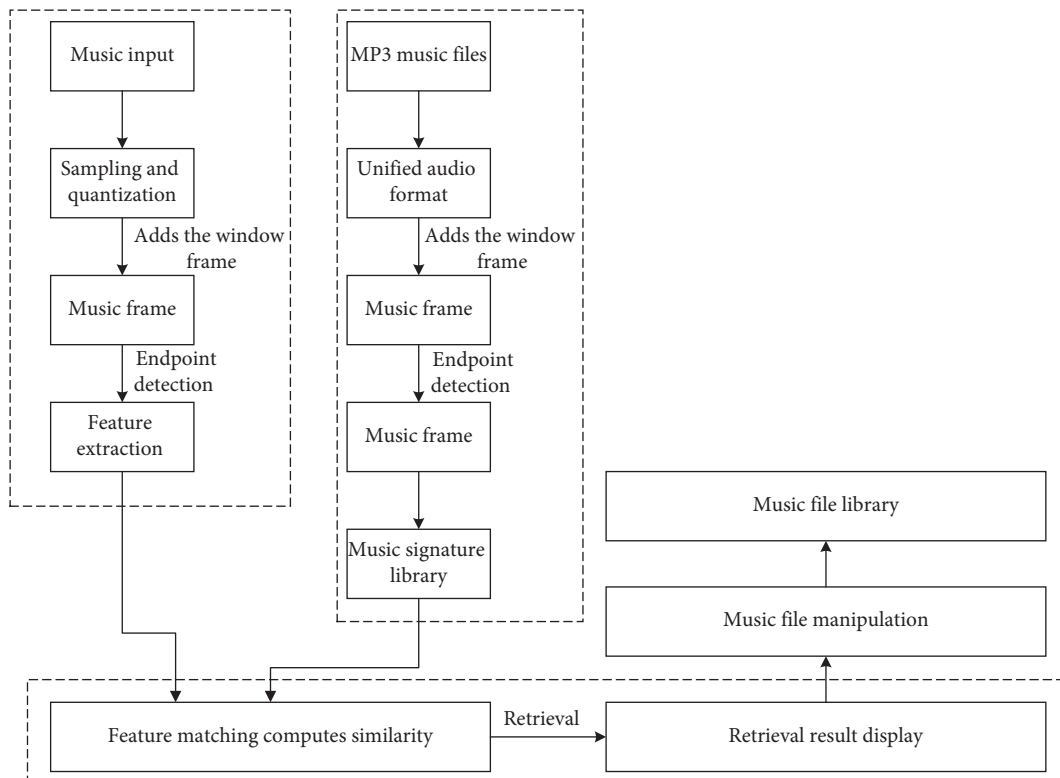 Music input
Sampling and
quantization
Adds the window
frame
Music frame
Endpoint
detection
Feature
extraction
MP3 music files
Unified audio
format
Adds the window
frame
Music frame
Endpoint
detection
Music frame
Music signature
library
Music file library
Music file manipulation
Feature matching computes similarity
Retrieval
Retrieval result display